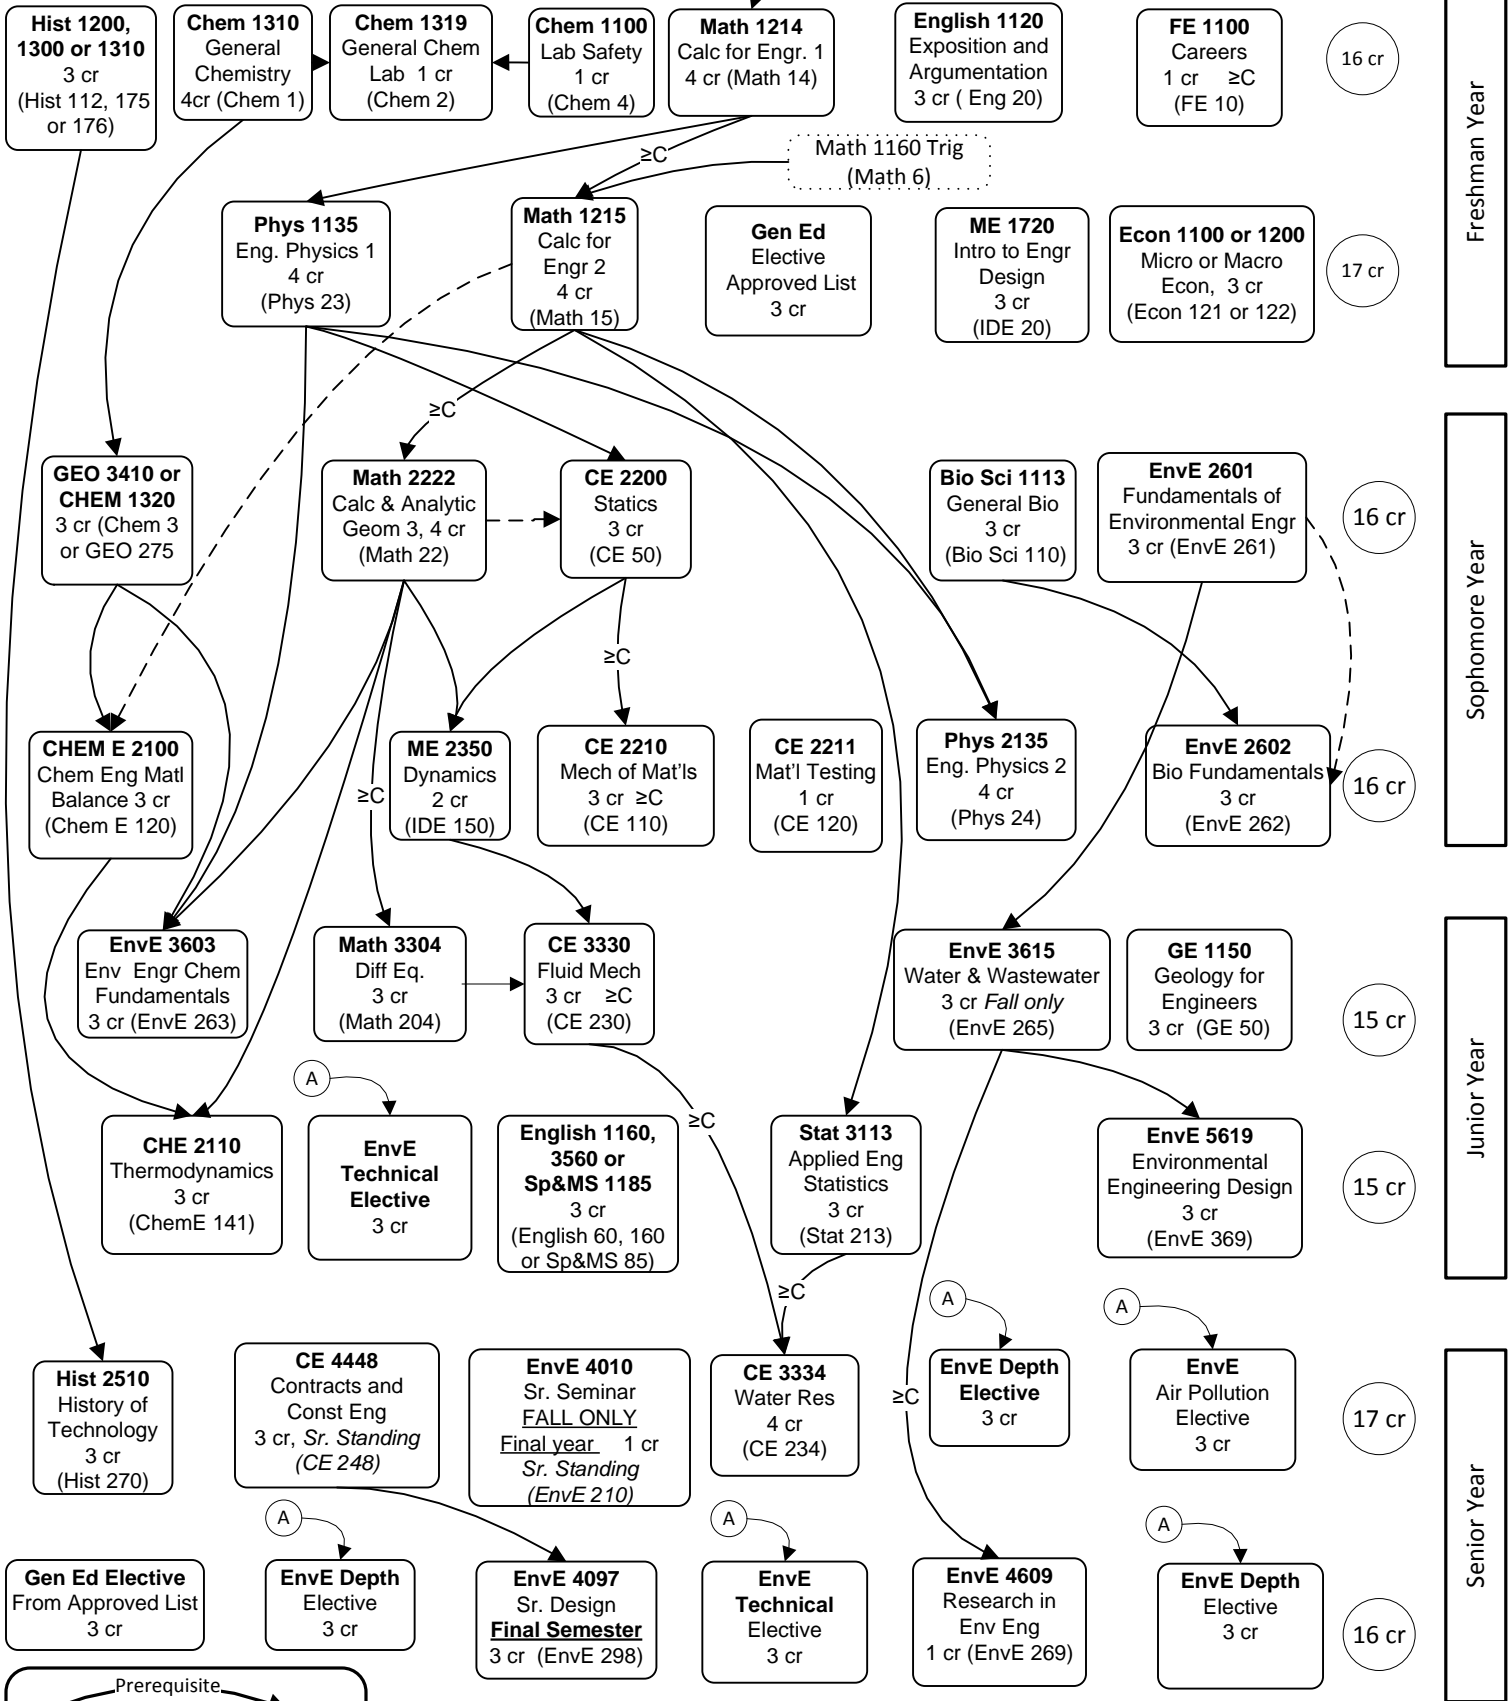 Hist 1200,
1300 or 1310
3 cr
(Hist 112, 175
or 176)
Chem 1310
General
Chemistry
4cr (Chem 1)
Chem 1319
General Chem
Lab  1 cr
(Chem 2)
Chem 1100
Lab Safety
1 cr
(Chem 4)
Math 1214
Calc for Engr. 1
4 cr (Math 14)
English 1120
Exposition and
Argumentation
3 cr ( Eng 20)
FE 1100
Careers
1 cr    ≥C
(FE 10)
16 cr
Freshman Year
≥C
Math 1160 Trig
(Math 6)
Phys 1135
Eng. Physics 1
4 cr
(Phys 23)
Math 1215
Calc for
Engr 2
4 cr
(Math 15)
Gen Ed
Elective
Approved List
3 cr
ME 1720
Intro to Engr
Design
3 cr
(IDE 20)
Econ 1100 or 1200
Micro or Macro
Econ,  3 cr
(Econ 121 or 122)
17 cr
≥C
GEO 3410 or
CHEM 1320
3 cr (Chem 3
or GEO 275
Math 2222
Calc & Analytic
Geom 3, 4 cr
(Math 22)
CE 2200
Statics
3 cr
(CE 50)
Bio Sci 1113
General Bio
3 cr
(Bio Sci 110)
EnvE 2601
Fundamentals of
Environmental Engr
3 cr (EnvE 261)
16 cr
Sophomore Year
≥C
CHEM E 2100
Chem Eng Matl
Balance 3 cr
(Chem E 120)
≥C
ME 2350
Dynamics
2 cr
(IDE 150)
CE 2210
Mech of Mat'ls
3 cr  ≥C
(CE 110)
CE 2211
Mat'l Testing
1 cr
(CE 120)
Phys 2135
Eng. Physics 2
4 cr
(Phys 24)
EnvE 2602
Bio Fundamentals
3 cr
(EnvE 262)
16 cr
EnvE 3603
Env  Engr Chem
Fundamentals
3 cr (EnvE 263)
Math 3304
Diff Eq.
3 cr
(Math 204)
CE 3330
Fluid Mech
3 cr    ≥C
(CE 230)
EnvE 3615
Water & Wastewater
3 cr Fall only
(EnvE 265)
GE 1150
Geology for
Engineers
3 cr  (GE 50)
15 cr
Junior Year
A
≥C
CHE 2110
Thermodynamics
3 cr
(ChemE 141)
EnvE
Technical
Elective
3 cr
English 1160,
3560 or
Sp&MS 1185
3 cr
(English 60, 160
or Sp&MS 85)
Stat 3113
Applied Eng
Statistics
3 cr
(Stat 213)
EnvE 5619
Environmental
Engineering Design
3 cr
(EnvE 369)
15 cr
≥C
A
A
Hist 2510
History of
Technology
3 cr
(Hist 270)
CE 4448
Contracts and
Const Eng
3 cr, Sr. Standing
(CE 248)
EnvE 4010
Sr. Seminar
FALL ONLY
Final year    1 cr
Sr. Standing
(EnvE 210)
CE 3334
Water Res
4 cr
(CE 234)
≥C
EnvE Depth
Elective
3 cr
EnvE
Air Pollution
Elective
3 cr
17 cr
Senior Year
A
A
A
Gen Ed Elective
From Approved List
3 cr
EnvE Depth
Elective
3 cr
EnvE 4097
Sr. Design
Final Semester
3 cr  (EnvE 298)
EnvE
Technical
Elective
3 cr
EnvE 4609
Research in
Env Eng
1 cr (EnvE 269)
EnvE Depth
Elective
3 cr
16 cr
Prerequisite